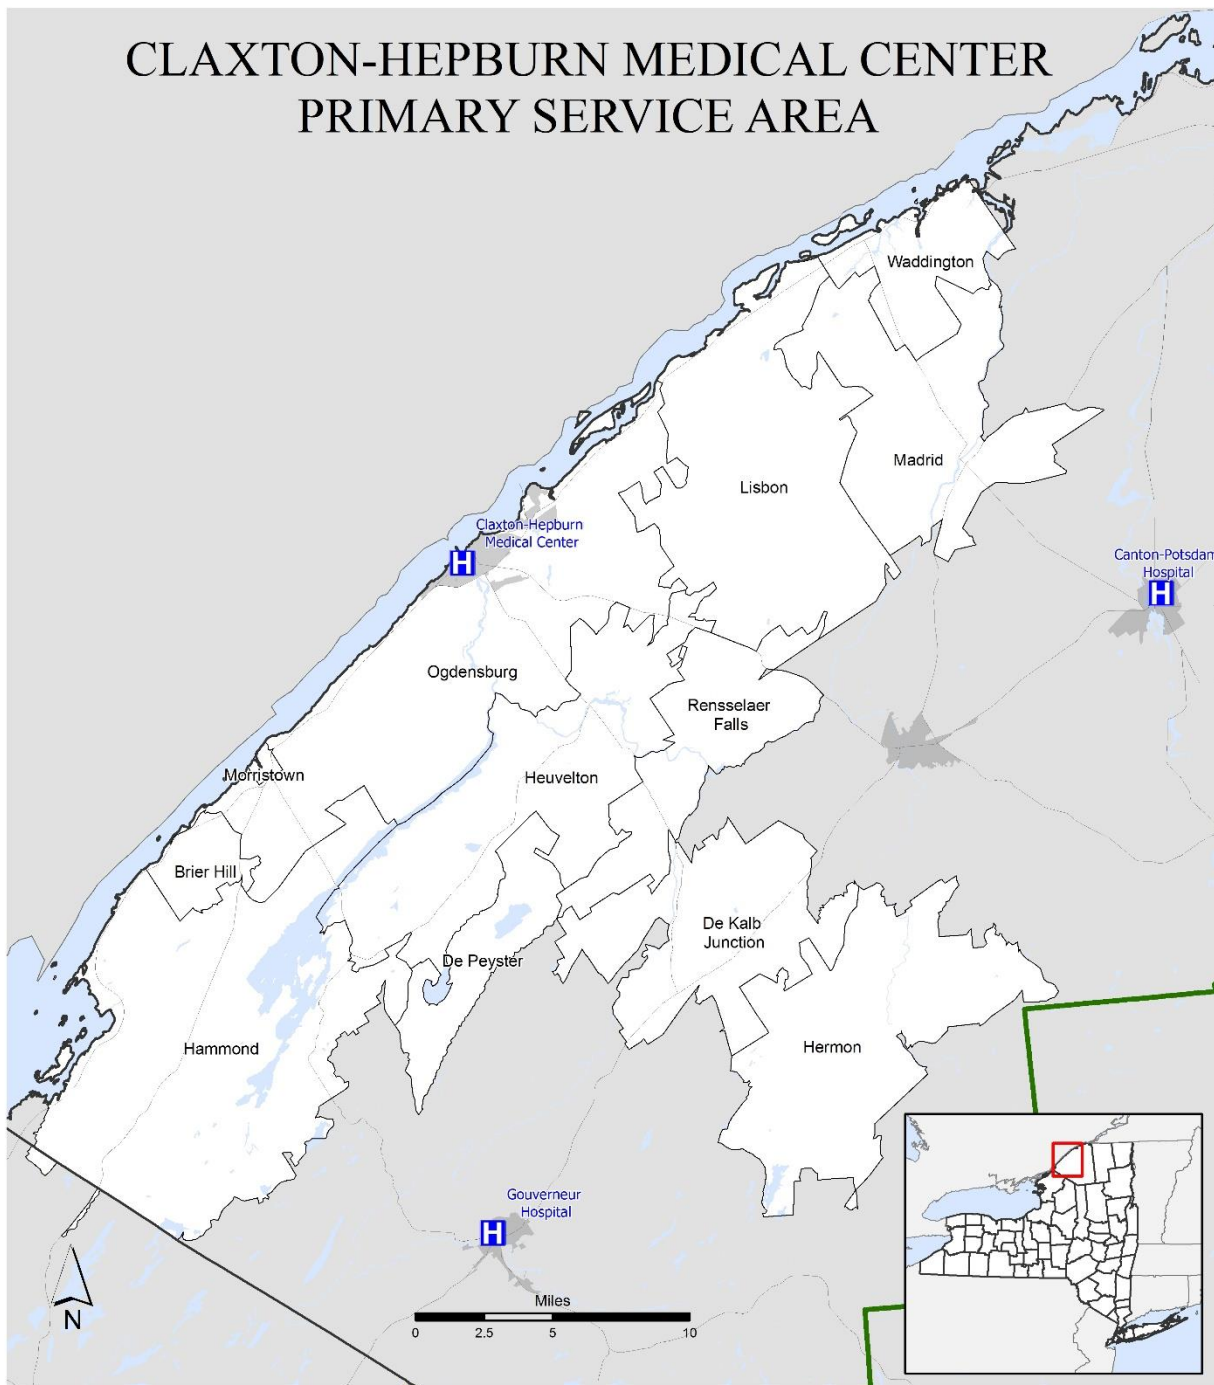 CLAXTON-HEPBURN MEDICAL CENTER
PRIMARY SERVICE AREA
Waddington
Madrid
Lisbon
Claxton-Hepburn
Medical Center
H
Canton-Potsdam
Hospital
H
Ogdensburg
Rensselaer
Falls
Morristown
Heuvelton
Brier Hill
De Kalb
Junction
De Peyster
Hammond
Hermon
Gouverneur
Hospital
H
N
Miles
0 2.5 5 10